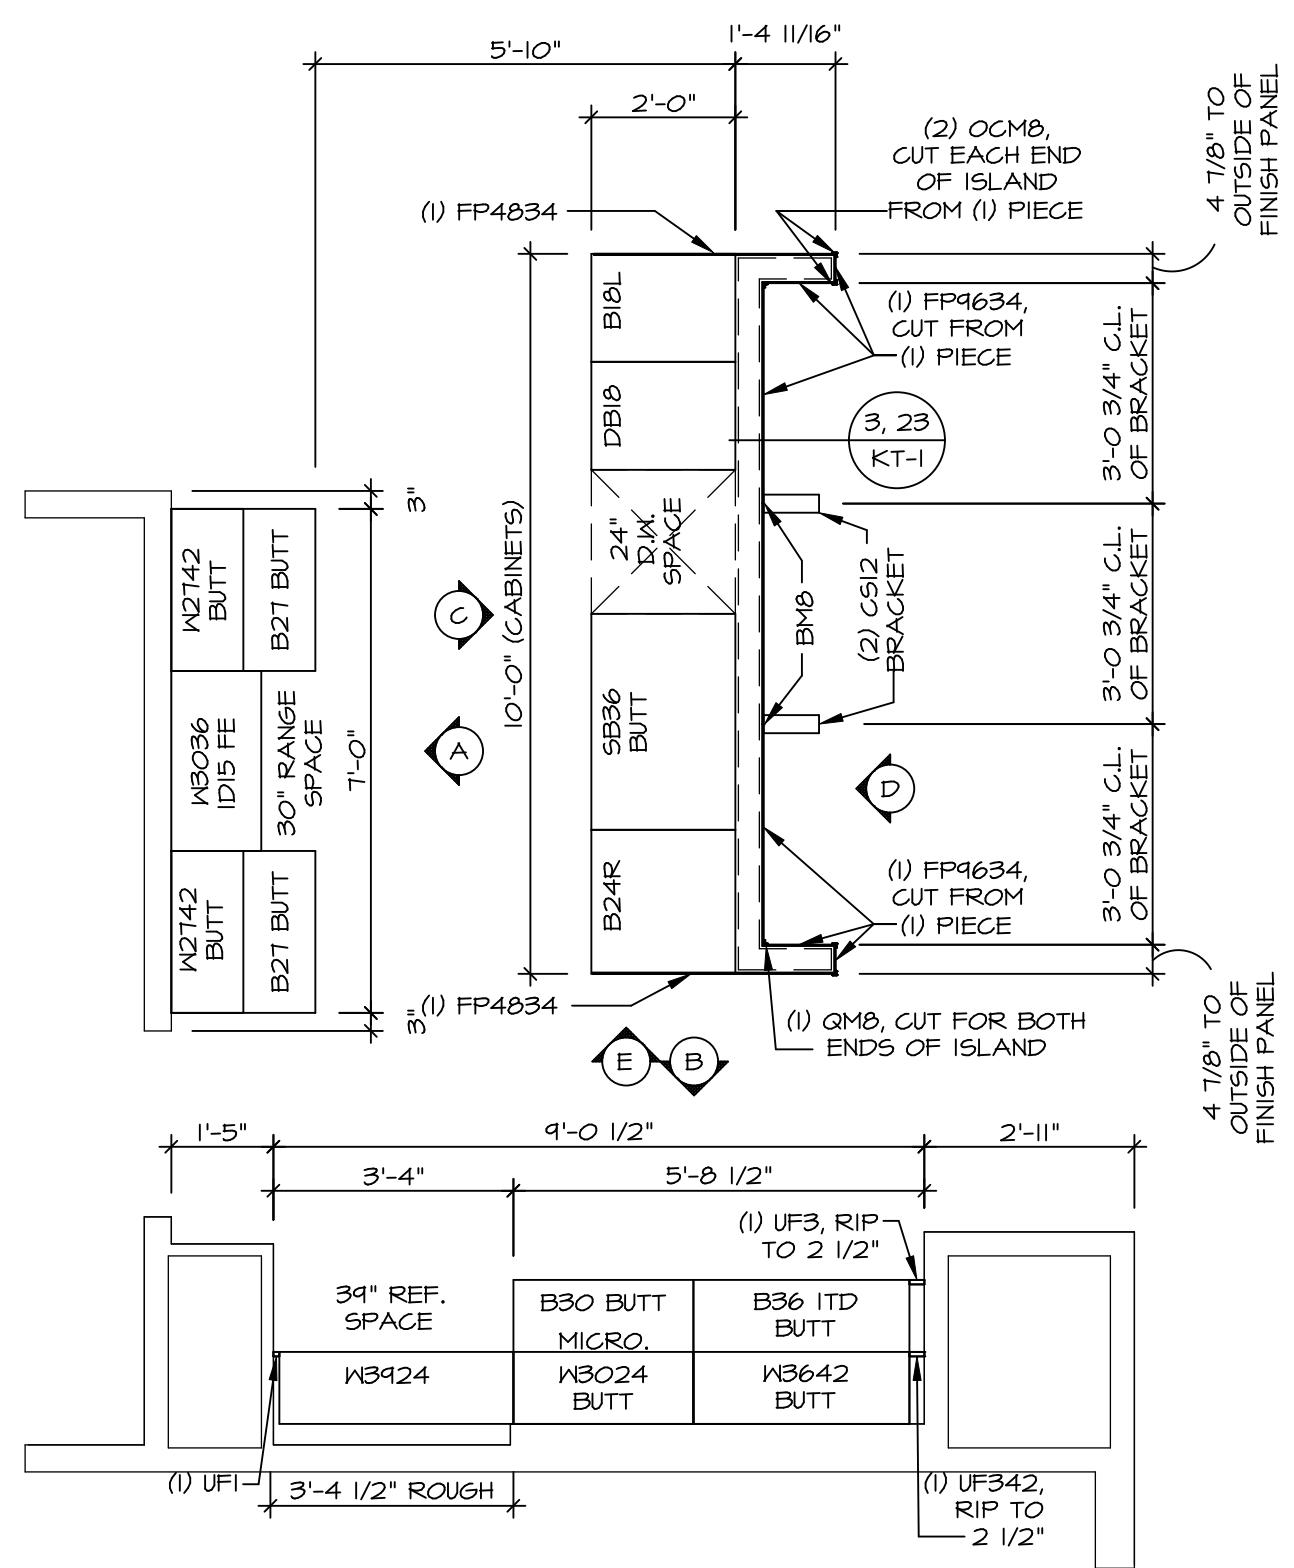 5'-10"
1'-4 11/16"
2'-0"
(2) OCM8,
CUT EACH END
OF ISLAND
FROM (1) PIECE
4 7/8" TO
OUTSIDE OF
FINISH PANEL
(1) FP4834
B18L
(1) FP9634,
CUT FROM
(1) PIECE
3'-0 3/4" C.L.
OF BRACKET
DB18
3, 23
KT-1
3"
10'-0" (CABINETS)
24"
D.W.
SPACE
W2742
BUTT
B27 BUTT
C
BM8
(2) CS12
BRACKET
3'-0 3/4" C.L.
OF BRACKET
W3036
1D15 FE
30" RANGE
SPACE
7'-0"
A
SB36
BUTT
D
3'-0 3/4" C.L.
OF BRACKET
W2742
BUTT
B27 BUTT
B24R
(1) FP9634,
CUT FROM
(1) PIECE
3"
(1) FP4834
(1) QM8, CUT FOR BOTH
ENDS OF ISLAND
4 7/8" TO
OUTSIDE OF
FINISH PANEL
E
B
1'-5"
9'-0 1/2"
2'-11"
3'-4"
5'-8 1/2"
(1) UF3, RIP
TO 2 1/2"
39" REF.
SPACE
B30 BUTT
MICRO.
B36 1TD
BUTT
W3924
W3024
BUTT
W3642
BUTT
(1) UF1
3'-4 1/2" ROUGH
(1) UF342,
RIP TO
2 1/2"